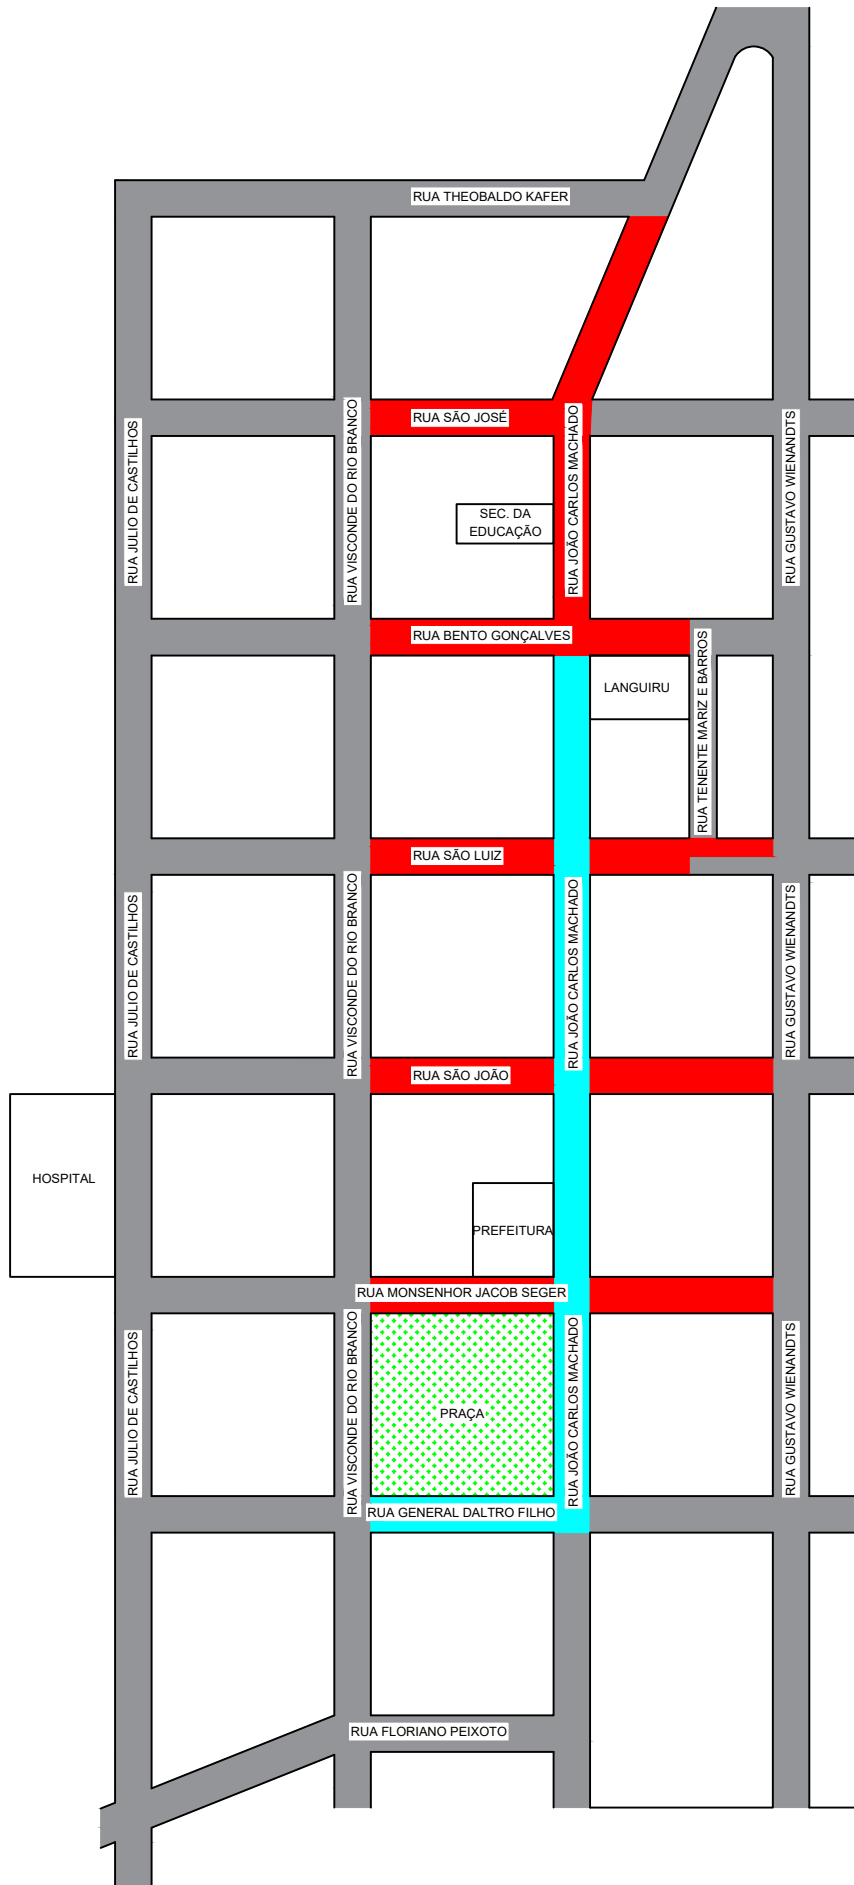 RUA THEOBALDO KAFER
RUA SÃO JOSÉ
RUA JULIO DE CASTILHOS
RUA VISCONDE DO RIO BRANCO
RUA JOÃO CARLOS MACHADO
RUA GUSTAVO WIENANDTS
SEC. DA
EDUCAÇÃO
RUA BENTO GONÇALVES
RUA TENENTE MARIZ E BARROS
LANGUIRU
RUA SÃO LUIZ
RUA JULIO DE CASTILHOS
RUA VISCONDE DO RIO BRANCO
RUA JOÃO CARLOS MACHADO
RUA GUSTAVO WIENANDTS
RUA SÃO JOÃO
HOSPITAL
PREFEITURA
RUA MONSENHOR JACOB SEGER
RUA JULIO DE CASTILHOS
RUA VISCONDE DO RIO BRANCO
PRAÇA
RUA JOÃO CARLOS MACHADO
RUA GUSTAVO WIENANDTS
RUA GENERAL DALTRO FILHO
RUA FLORIANO PEIXOTO